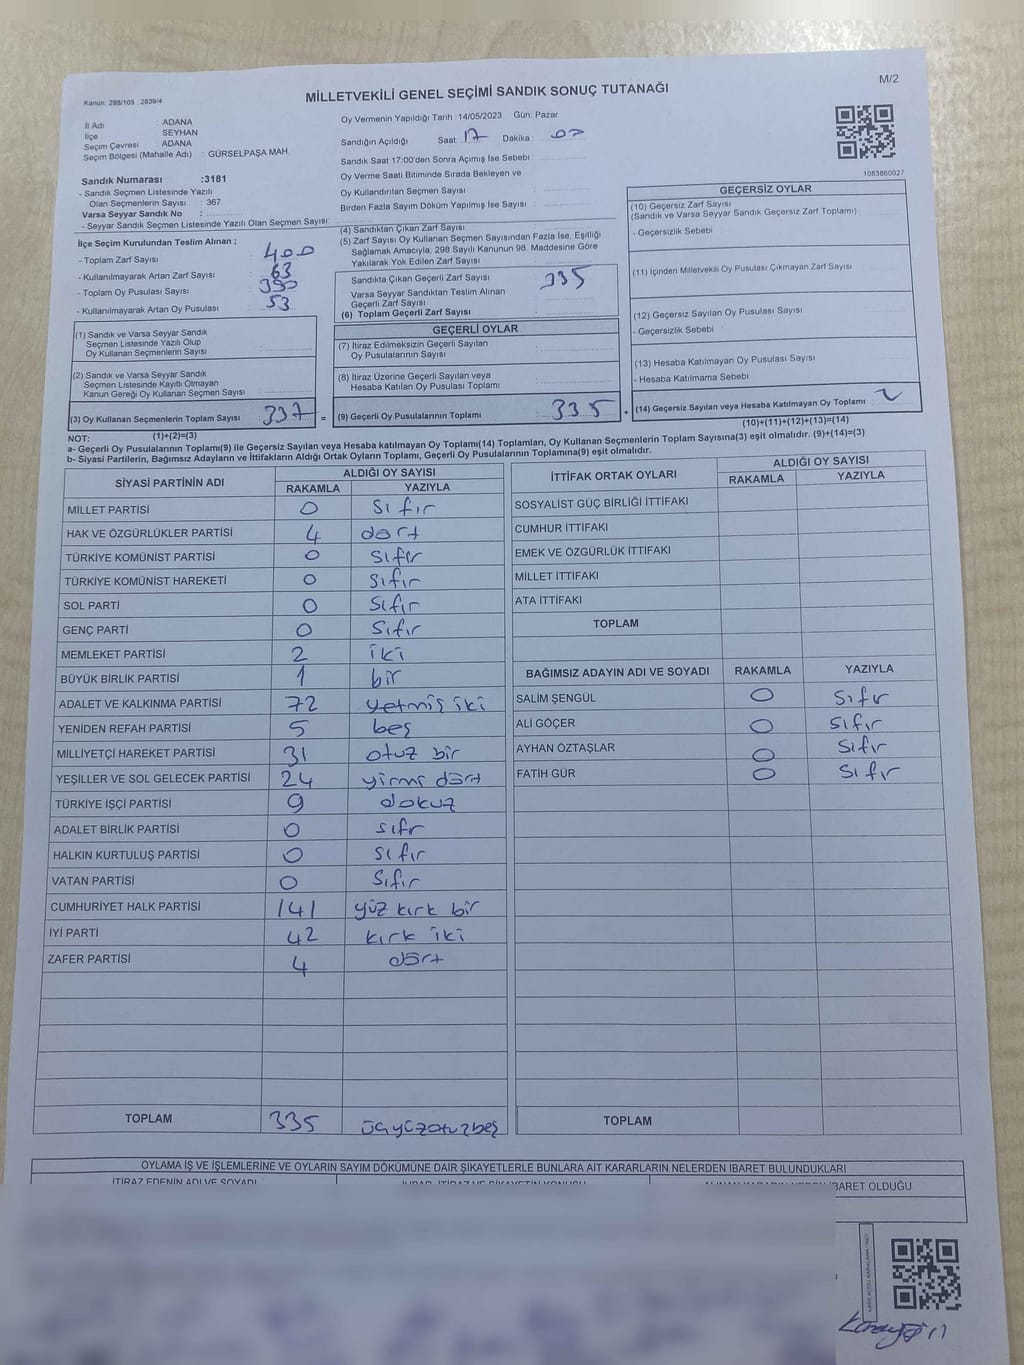 Kanun: 298/105 , 2839/4
M/2
MİLLETVEKİLİ GENEL SEÇİMİ SANDIK SONUÇ TUTANAĞI
İl Adı : ADANA
İlçe : SEYHAN
Seçim Çevresi : ADANA
Seçim Bölgesi (Mahalle Adı) : GÜRSELPAŞA MAH.
Sandık Numarası :3181
- Sandık Seçmen Listesinde Yazılı
Olan Seçmenlerin Sayısı : 367
Varsa Seyyar Sandık No :
- Seyyar Sandık Seçmen Listesinde Yazılı Olan Seçmen Sayısı:
Oy Vermenin Yapıldığı Tarih :14/05/2023 Gün: Pazar
Sandığın Açıldığı Saat : 17 Dakika : 00
Sandık Saat 17:00'den Sonra Açımış İse Sebebi :
Oy Verme Saati Bitiminde Sırada Bekleyen ve
Oy Kullandırılan Seçmen Sayısı :
Birden Fazla Sayım Döküm Yapılmış İse Sayısı :
1083860027
İlçe Seçim Kurulundan Teslim Alınan ;
- Toplam Zarf Sayısı : 400
- Kullanılmayarak Artan Zarf Sayısı : 63
- Toplam Oy Pusulası Sayısı : 390
- Kullanılmayarak Artan Oy Pusulası : 53
(4) Sandıktan Çıkan Zarf Sayısı :
(5) Zarf Sayısı Oy Kullanan Seçmen Sayısından Fazla İse, Eşitliği
Sağlamak Amacıyla, 298 Sayılı Kanunun 98. Maddesine Göre
Yakılarak Yok Edilen Zarf Sayısı :
Sandıkta Çıkan Geçerli Zarf Sayısı : 335
Varsa Seyyar Sandıktan Teslim Alınan
Geçerli Zarf Sayısı
(6) Toplam Geçerli Zarf Sayısı
GEÇERSİZ OYLAR
(10) Geçersiz Zarf Sayısı
(Sandık ve Varsa Seyyar Sandık Geçersiz Zarf Toplamı) :
- Geçersizlik Sebebi :
(11) İçinden Milletvekili Oy Pusulası Çıkmayan Zarf Sayısı :
(12) Geçersiz Sayılan Oy Pusulası Sayısı :
- Geçersizlik Sebebi :
(13) Hesaba Katılmayan Oy Pusulası Sayısı :
- Hesaba Katılmama Sebebi :
(14) Geçersiz Sayılan veya Hesaba Katılmayan Oy Toplamı : 2
(10)+(11)+(12)+(13)=(14)
(1) Sandık ve Varsa Seyyar Sandık
Seçmen Listesinde Yazılı Olup
Oy Kullanan Seçmenlerin Sayısı :
(2) Sandık ve Varsa Seyyar Sandık
Seçmen Listesinde Kayıtlı Olmayan
Kanun Gereği Oy Kullanan Seçmen Sayısı :
(3) Oy Kullanan Seçmenlerin Toplam Sayısı : 337 =
(1)+(2)=(3)
GEÇERLİ OYLAR
(7) İtiraz Edilmeksizin Geçerli Sayılan
Oy Pusulalarının Sayısı :
(8) İtiraz Üzerine Geçerli Sayılan veya
Hesaba Katılan Oy Pusulası Toplamı :
(9) Geçerli Oy Pusulalarının Toplamı : 335 +
NOT:
a- Geçerli Oy Pusulalarının Toplamı(9) ile Geçersiz Sayılan veya Hesaba katılmayan Oy Toplamı(14) Toplamları, Oy Kullanan Seçmenlerin Toplam Sayısına(3) eşit olmalıdır. (9)+(14)=(3)
b- Siyasi Partilerin, Bağımsız Adayların ve İttifakların Aldığı Ortak Oyların Toplamı, Geçerli Oy Pusulalarının Toplamına(9) eşit olmalıdır.
SİYASİ PARTİNİN ADI ALDIĞI OY SAYISI
RAKAMLA YAZIYLA
MİLLET PARTİSİ 0 sıfır
HAK VE ÖZGÜRLÜKLER PARTİSİ 4 dört
TÜRKİYE KOMÜNİST PARTİSİ 0 sıfır
TÜRKİYE KOMÜNİST HAREKETİ 0 sıfır
SOL PARTİ 0 sıfır
GENÇ PARTİ 0 sıfır
MEMLEKET PARTİSİ 2 iki
BÜYÜK BİRLİK PARTİSİ 1 bir
ADALET VE KALKINMA PARTİSİ 72 yetmiş iki
YENİDEN REFAH PARTİSİ 5 beş
MİLLİYETÇİ HAREKET PARTİSİ 31 otuz bir
YEŞİLLER VE SOL GELECEK PARTİSİ 24 yirmi dört
TÜRKİYE İŞÇİ PARTİSİ 9 dokuz
ADALET BİRLİK PARTİSİ 0 sıfr
HALKIN KURTULUŞ PARTİSİ 0 sıfır
VATAN PARTİSİ 0 sıfır
CUMHURİYET HALK PARTİSİ 141 yüz kırk bir
İYİ PARTİ 42 kırk iki
ZAFER PARTİSİ 4 dört
TOPLAM 335 üçyüzotuzbeş
İTTİFAK ORTAK OYLARI ALDIĞI OY SAYISI
RAKAMLA YAZIYLA
SOSYALİST GÜÇ BİRLİĞİ İTTİFAKI
CUMHUR İTTİFAKI
EMEK VE ÖZGÜRLÜK İTTİFAKI
MİLLET İTTİFAKI
ATA İTTİFAKI
TOPLAM
BAĞIMSIZ ADAYIN ADI VE SOYADI RAKAMLA YAZIYLA
SALİM ŞENGÜL 0 sıfır
ALİ GÖÇER 0 sıfır
AYHAN ÖZTAŞLAR 0 sıfır
FATİH GÜR 0 sıfır
TOPLAM
OYLAMA İŞ VE İŞLEMLERİNE VE OYLARIN SAYIM DÖKÜMÜNE DAİR ŞİKAYETLERLE BUNLARA AİT KARARLARIN NELERDEN İBARET BULUNDUKLARI
İTİRAZ EDENİN ADI VE SOYADI